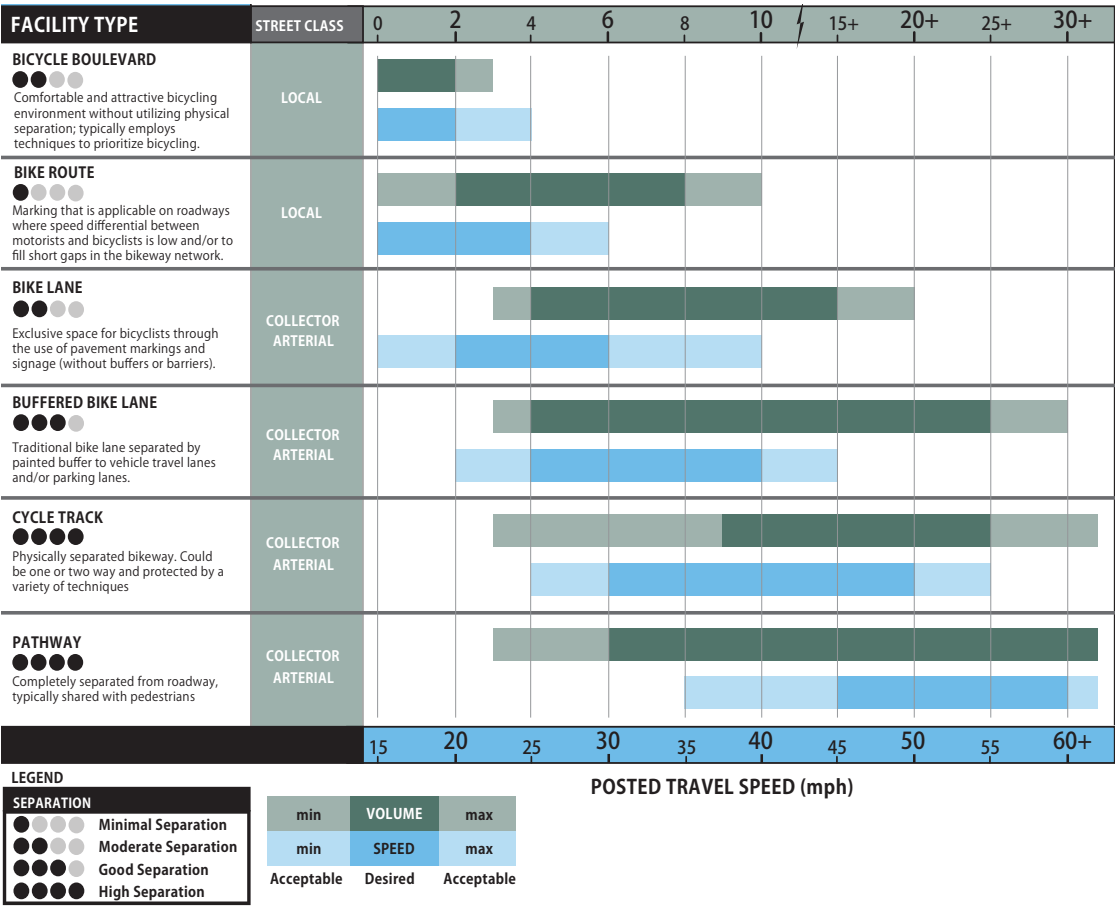 FACILITY TYPE STREET CLASS 0 2 4 6 8 10 15+ 20+ 25+ 30+
BICYCLE BOULEVARD
Comfortable and attractive bicycling
environment without utilizing physical
separation; typically employs
techniques to prioritize bicycling.
LOCAL
BIKE ROUTE
Marking that is applicable on roadways
where speed differential between
motorists and bicyclists is low and/or to
fill short gaps in the bikeway network.
LOCAL
BIKE LANE
Exclusive space for bicyclists through
the use of pavement markings and
signage (without buffers or barriers).
COLLECTOR
ARTERIAL
BUFFERED BIKE LANE
Traditional bike lane separated by
painted buffer to vehicle travel lanes
and/or parking lanes.
COLLECTOR
ARTERIAL
CYCLE TRACK
Physically separated bikeway. Could
be one or two way and protected by a
variety of techniques
COLLECTOR
ARTERIAL
PATHWAY
Completely separated from roadway,
typically shared with pedestrians
COLLECTOR
ARTERIAL
15 20 25 30 35 40 45 50 55 60+
POSTED TRAVEL SPEED (mph)
LEGEND
SEPARATION
Minimal Separation
Moderate Separation
Good Separation
High Separation
min VOLUME max
min SPEED max
Acceptable Desired Acceptable